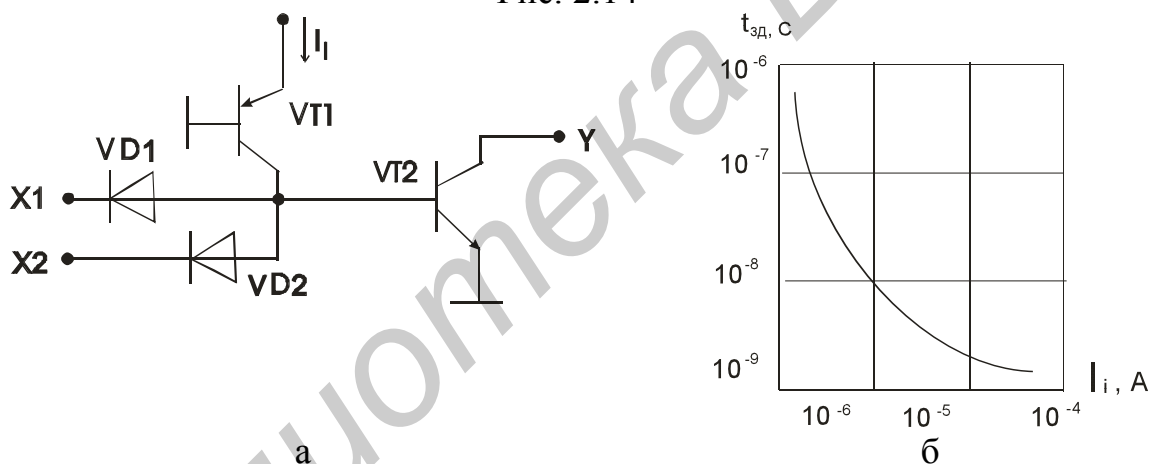 Рис. 2.14
I_I
VT1
VD1
VT2
Y
X1
X2
VD2
а
t_зд, С
10^-6
10^-7
10^-8
10^-9
I_i , А
10^-6 10^-5 10^-4
б